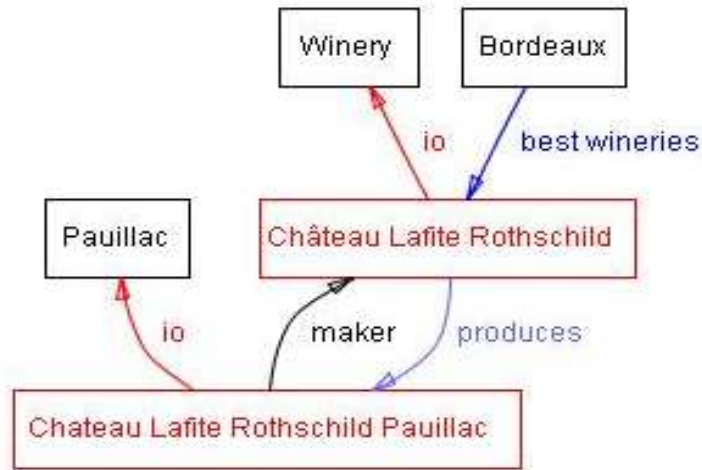 Winery
Bordeaux
io
best wineries
Pauillac
Château Lafite Rothschild
io
maker
produces
Chateau Lafite Rothschild Pauillac